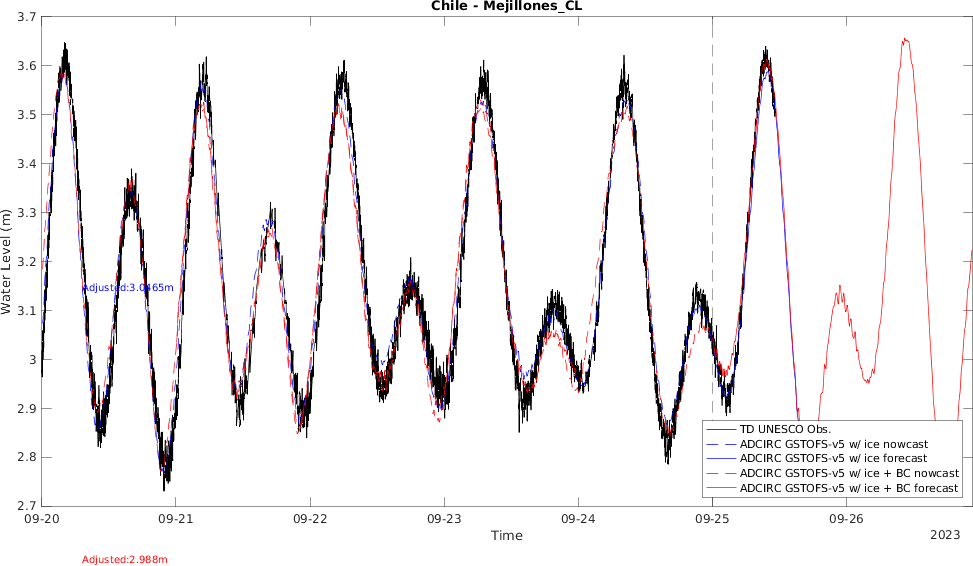 Chile - Mejillones_CL
3.7
3.6
3.5
3.4
3.3
3.2
3.1
3
2.9
2.8
2.7
Water Level (m)
Adjusted:3.0465m
TD UNESCO Obs.
ADCIRC GSTOFS-v5 w/ ice nowcast
ADCIRC GSTOFS-v5 w/ ice forecast
ADCIRC GSTOFS-v5 w/ ice + BC nowcast
ADCIRC GSTOFS-v5 w/ ice + BC forecast
09-20 09-21 09-22 09-23 09-24 09-25 09-26
Time
2023
Adjusted:2.988m